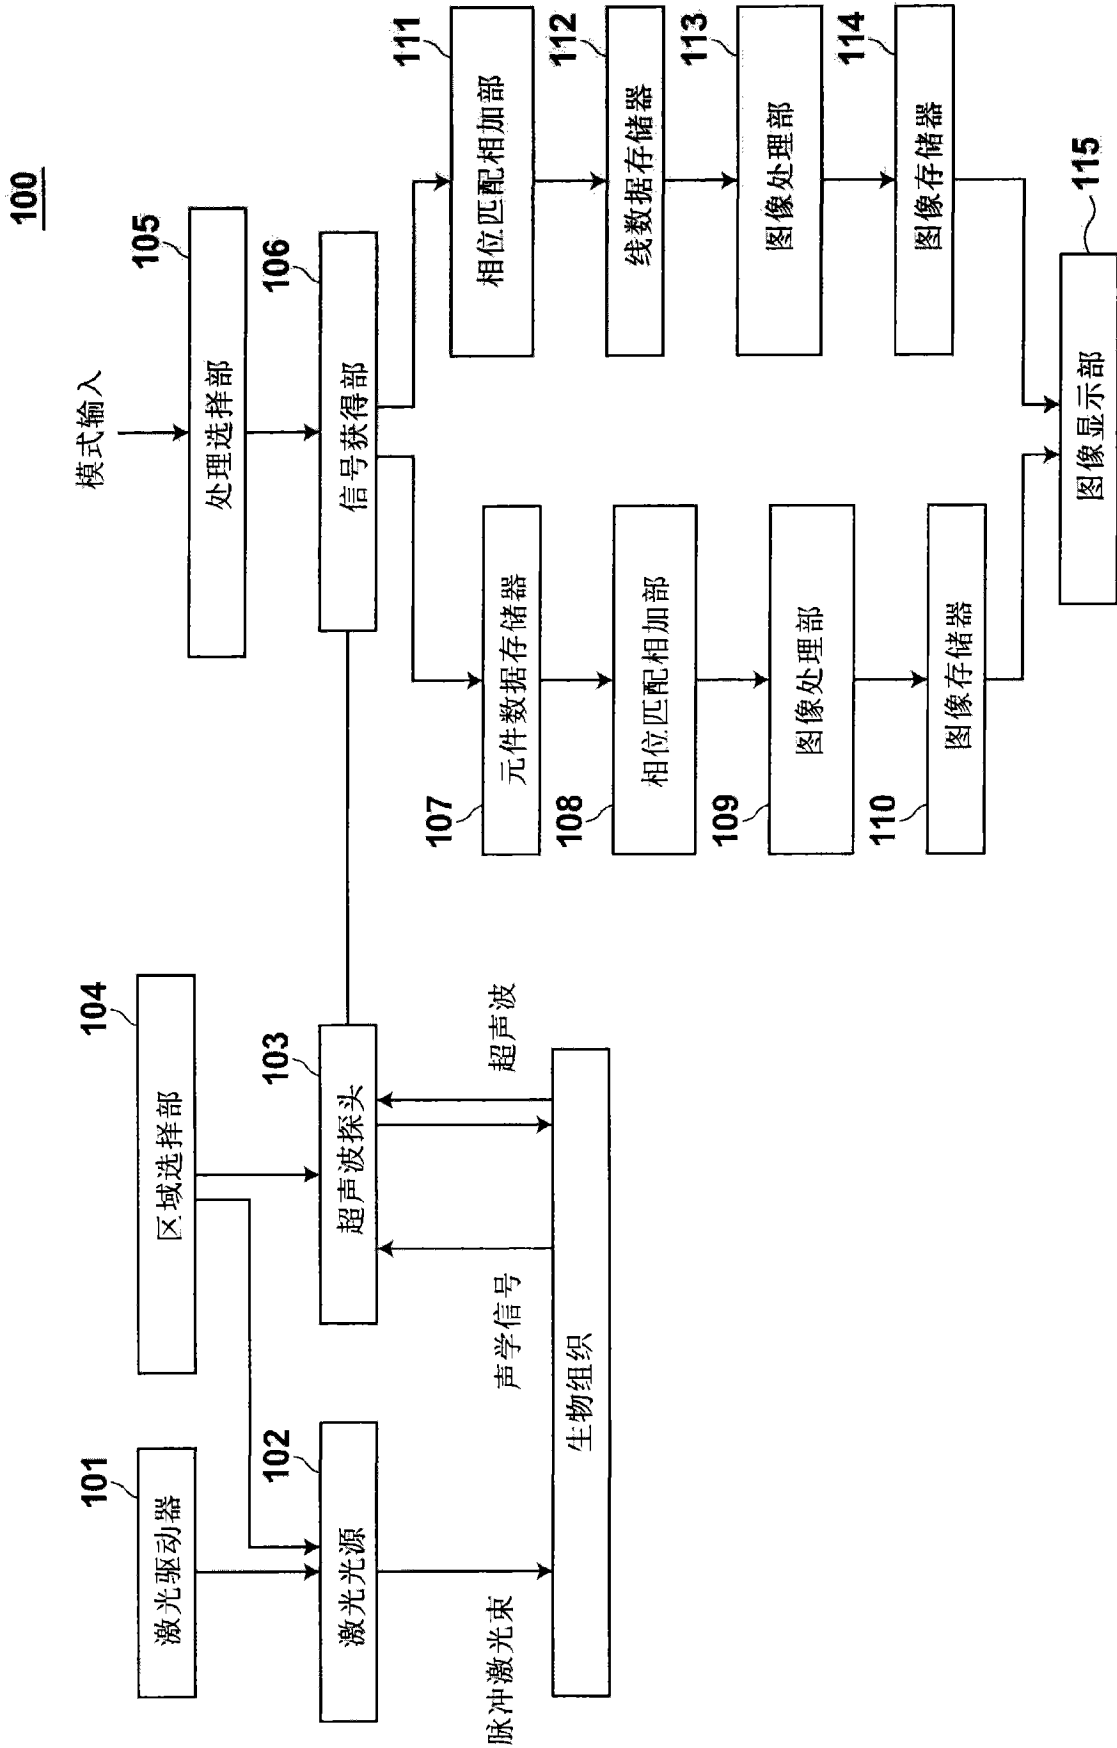 100
101
激光驱动器
104
区域选择部
模式输入
105
处理选择部
102
激光光源
103
超声波探头
106
信号获得部
脉冲激光束
声学信号
超声波
生物组织
107
元件数据存储器
108
相位匹配相加部
109
图像处理部
110
图像存储器
111
相位匹配相加部
112
线数据存储器
113
图像处理部
114
图像存储器
115
图像显示部